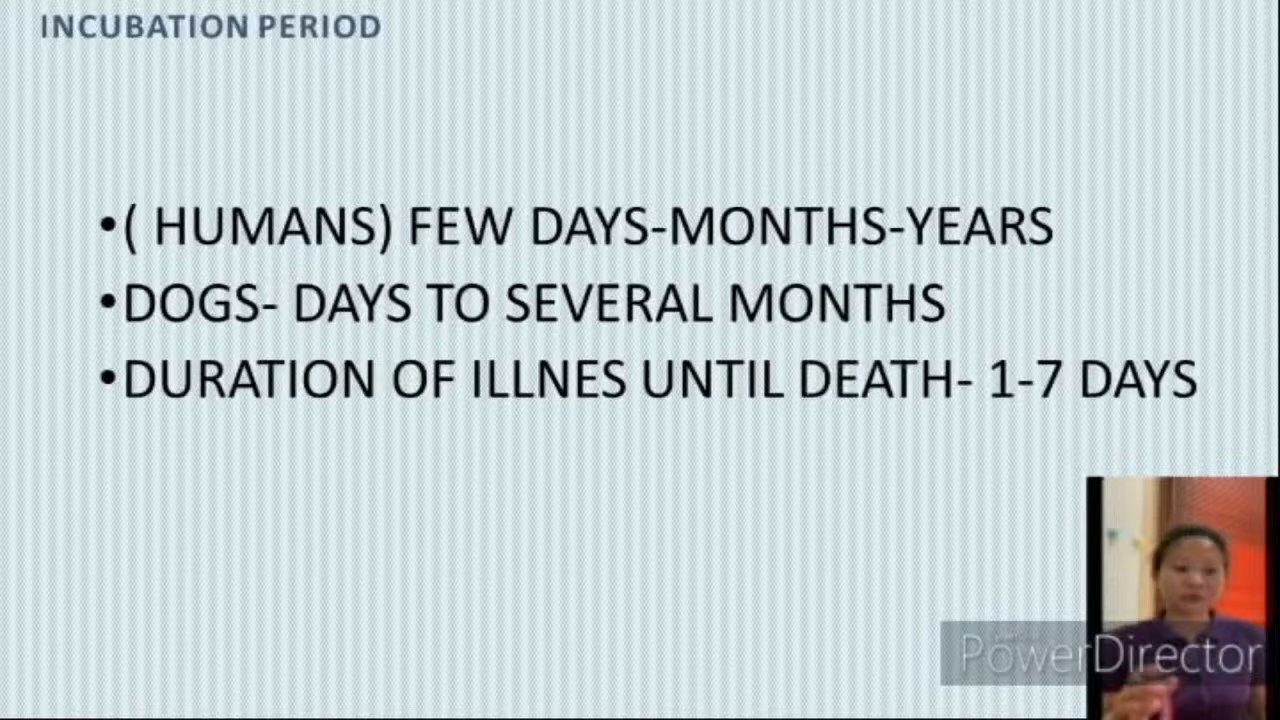 INCUBATION PERIOD
•( HUMANS) FEW DAYS-MONTHS-YEARS
•DOGS- DAYS TO SEVERAL MONTHS
•DURATION OF ILLNES UNTIL DEATH- 1-7 DAYS
PowerDirector